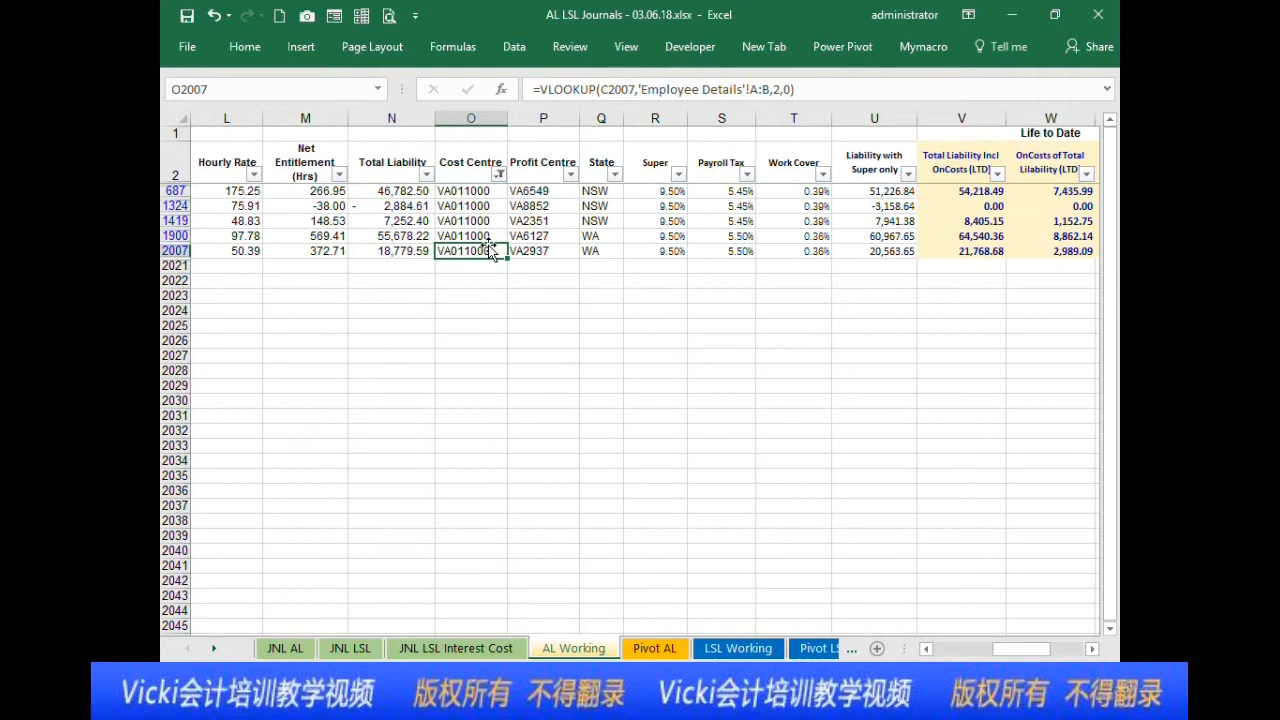 AL LSL Journals - 03.06.18.xlsx - Excel
administrator
File Home Insert Page Layout Formulas Data Review View Developer New Tab Power Pivot Mymacro Tell me Share
O2007 fx =VLOOKUP(C2007,'Employee Details'!A:B,2,0)
L M N O P Q R S T U V W
1 Life to Date
2 Hourly Rate Net Entitlement (Hrs) Total Liability Cost Centre Profit Centre State Super Payroll Tax Work Cover Liability with Super only Total Liability Incl OnCosts (LTD) OnCosts of Total Lilability (LTD)
687 175.25 266.95 46,782.50 VA011000 VA6549 NSW 9.50% 5.45% 0.39% 51,226.84 54,218.49 7,435.99
1324 75.91 -38.00 - 2,884.61 VA011000 VA8852 NSW 9.50% 5.45% 0.39% -3,158.64 0.00 0.00
1419 48.83 148.53 7,252.40 VA011000 VA2351 NSW 9.50% 5.45% 0.39% 7,941.38 8,405.15 1,152.75
1900 97.78 569.41 55,678.22 VA011000 VA6127 WA 9.50% 5.50% 0.36% 60,967.65 64,540.36 8,862.14
2007 50.39 372.71 18,779.59 VA011000 VA2937 WA 9.50% 5.50% 0.36% 20,563.65 21,768.68 2,989.09
2021
2022
2023
2024
2025
2026
2027
2028
2029
2030
2031
2032
2033
2034
2035
2036
2037
2038
2039
2040
2041
2042
2043
2044
2045
JNL AL JNL LSL JNL LSL Interest Cost AL Working Pivot AL LSL Working Pivot LS ...
Vicki会计培训教学视频 版权所有 不得翻录 Vicki会计培训教学视频 版权所有 不得翻录